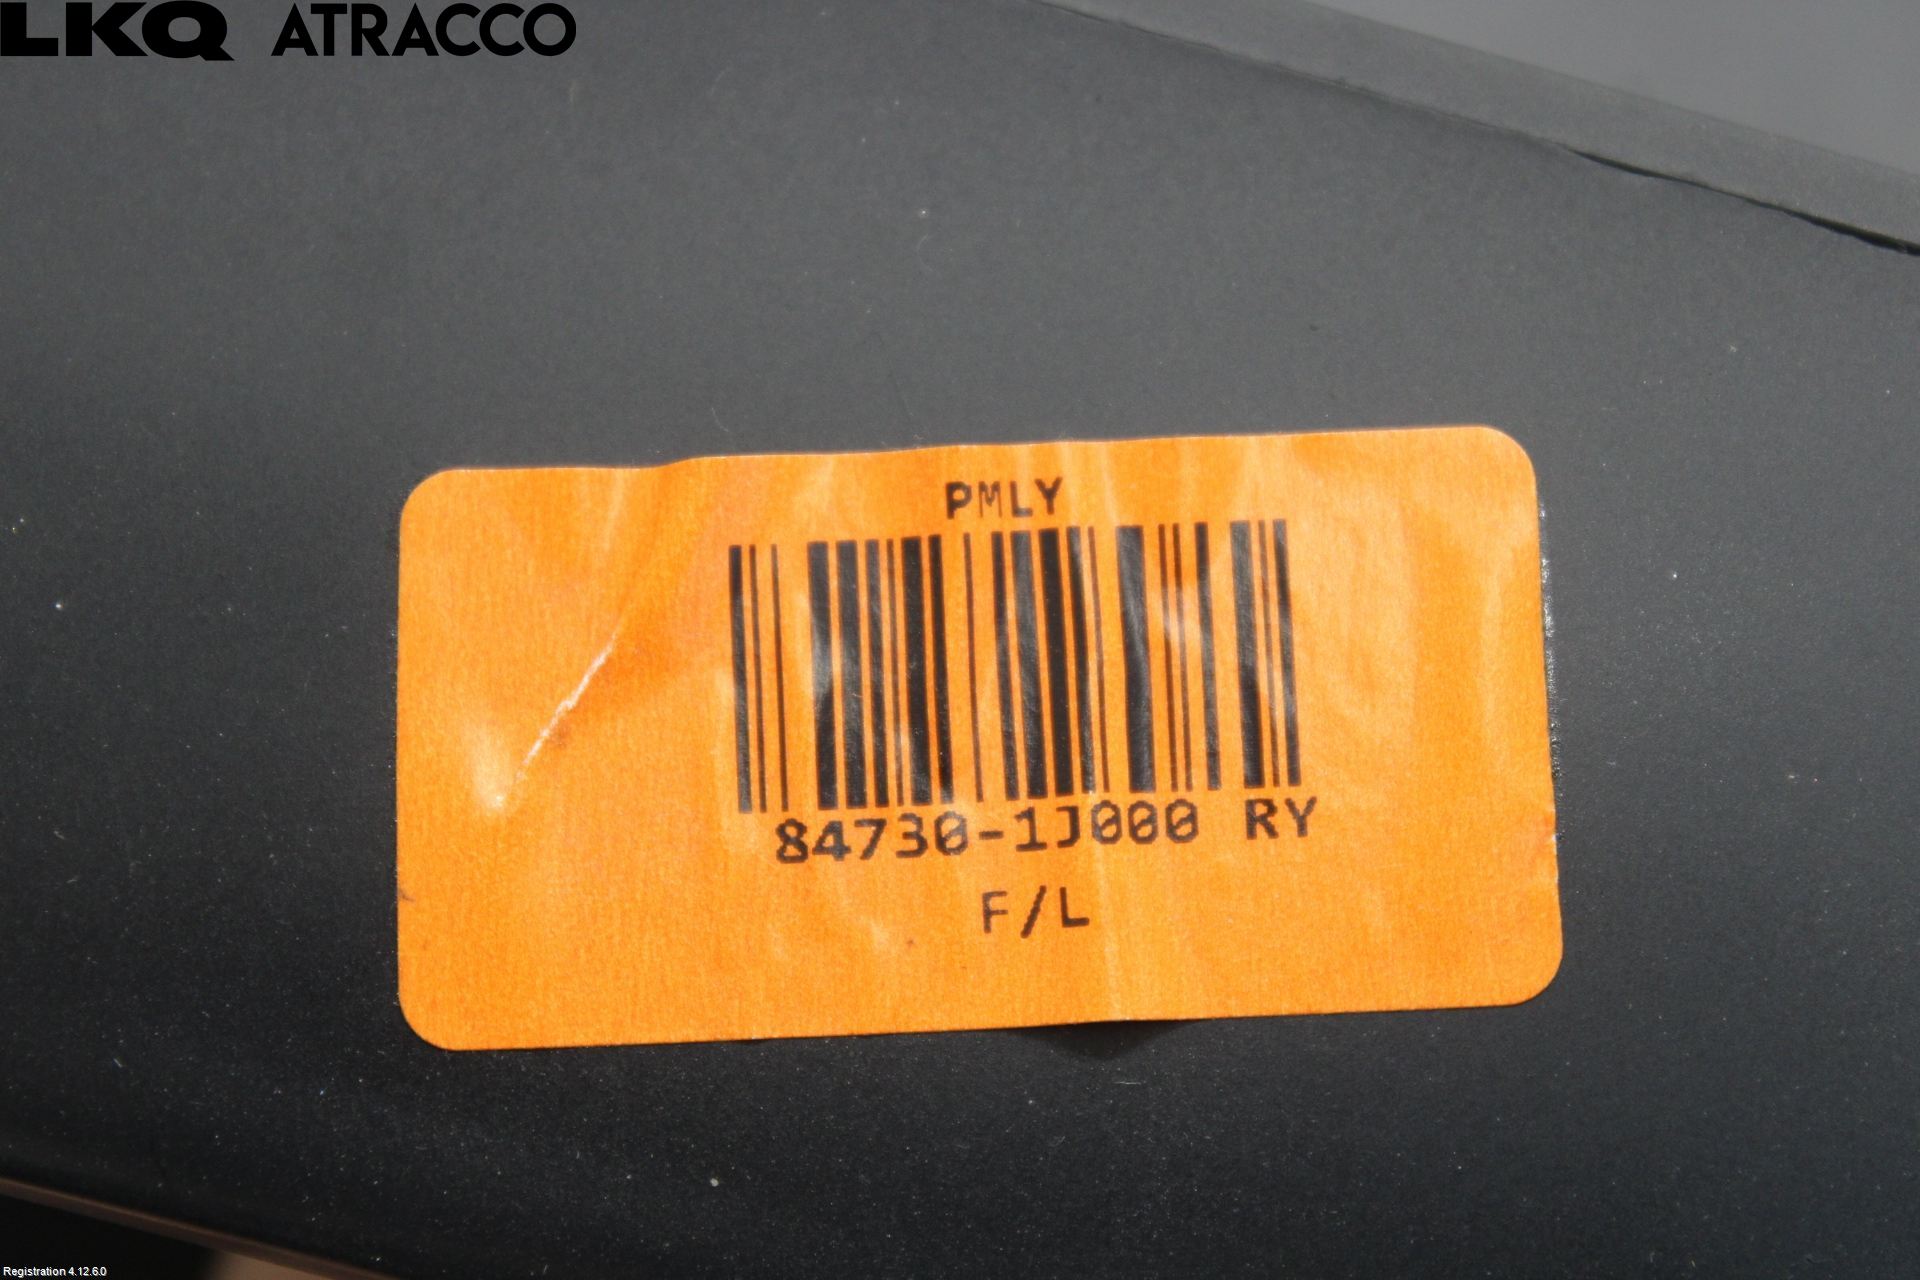 LKQ ATRACCO
PMLY
84730-1J000 RY
F/L
Registration 4.12.6.0